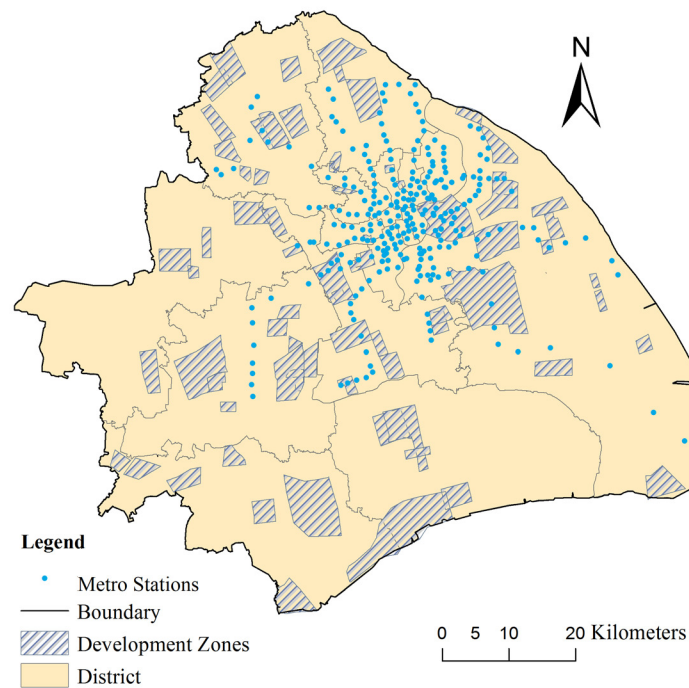 N
Legend
Metro Stations
Boundary
Development Zones
District
0 5 10 20 Kilometers